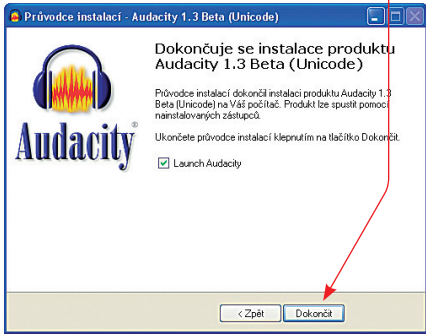 Průvodce instalací - Audacity 1.3 Beta (Unicode)
Dokončuje se instalace produktu
Audacity 1.3 Beta (Unicode)
Průvodce instalací dokončil instalaci produktu Audacity 1.3
Beta (Unicode) na Váš počítač. Produkt lze spustit pomocí
nainstalovaných zástupců.
Ukončete průvodce instalací klepnutím na tlačítko Dokončit.
Launch Audacity
Audacity®
< Zpět
Dokončit